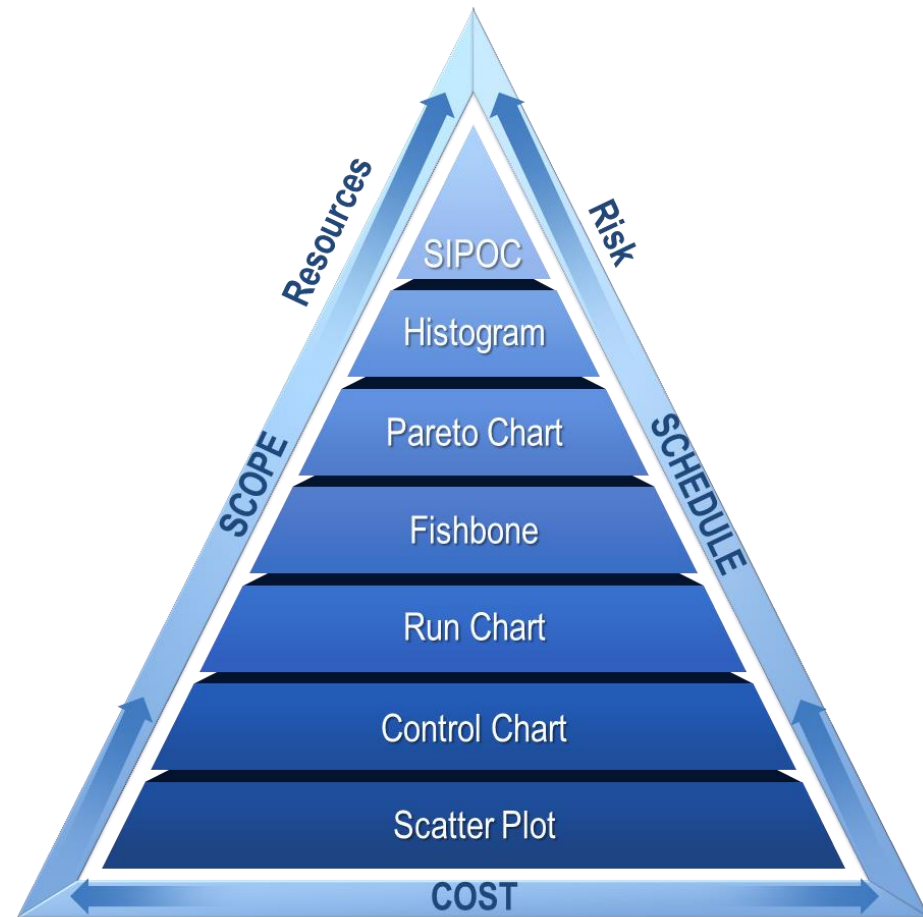 Resources
Risk
SIPOC
Histogram
Pareto Chart
SCOPE
SCHEDULE
Fishbone
Run Chart
Control Chart
Scatter Plot
COST